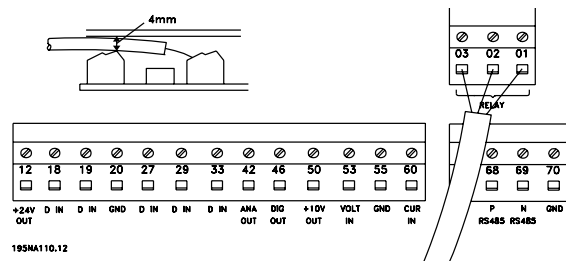 4mm
03 02 01
RELAY
12 18 19 20 27 29 33 42 46 50 53 55 60
68 69 70
+24V OUT D IN D IN GND D IN D IN D IN ANA OUT DIG OUT +10V OUT VOLT IN GND CUR IN
P RS485 N RS485 GND
195NA110.12